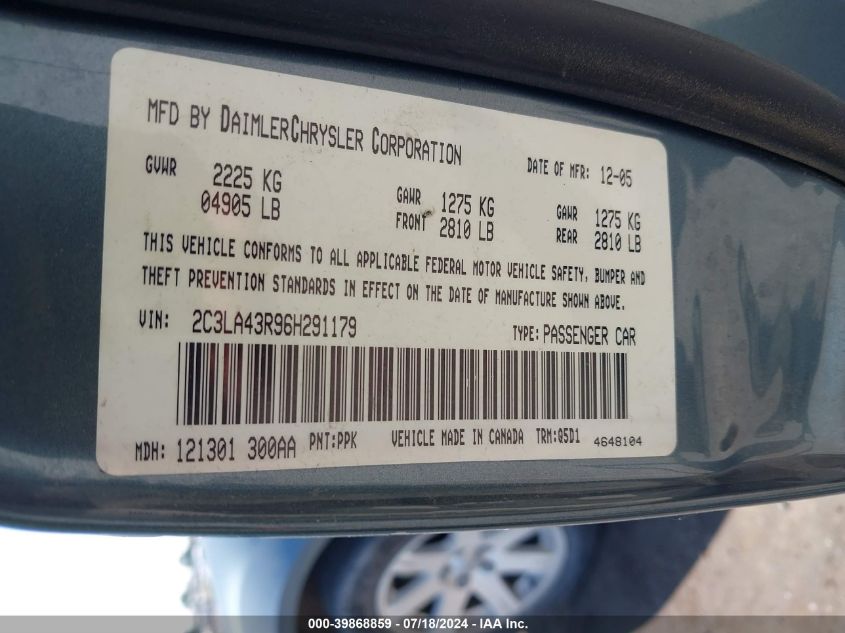 MFD BY DAIMLERCHRYSLER CORPORATION
DATE OF MFR: 12-05
GVWR 2225 KG
04905 LB
GAWR FRONT 1275 KG
2810 LB
GAWR REAR 1275 KG
2810 LB
THIS VEHICLE CONFORMS TO ALL APPLICABLE FEDERAL MOTOR VEHICLE SAFETY, BUMPER AND
THEFT PREVENTION STANDARDS IN EFFECT ON THE DATE OF MANUFACTURE SHOWN ABOVE.
VIN: 2C3LA43R96H291179 TYPE: PASSENGER CAR
MDH: 121301 300AA PNT:PPK VEHICLE MADE IN CANADA TRM:Q5D1 4648104
000-39868859 - 07/18/2024 - IAAI.com